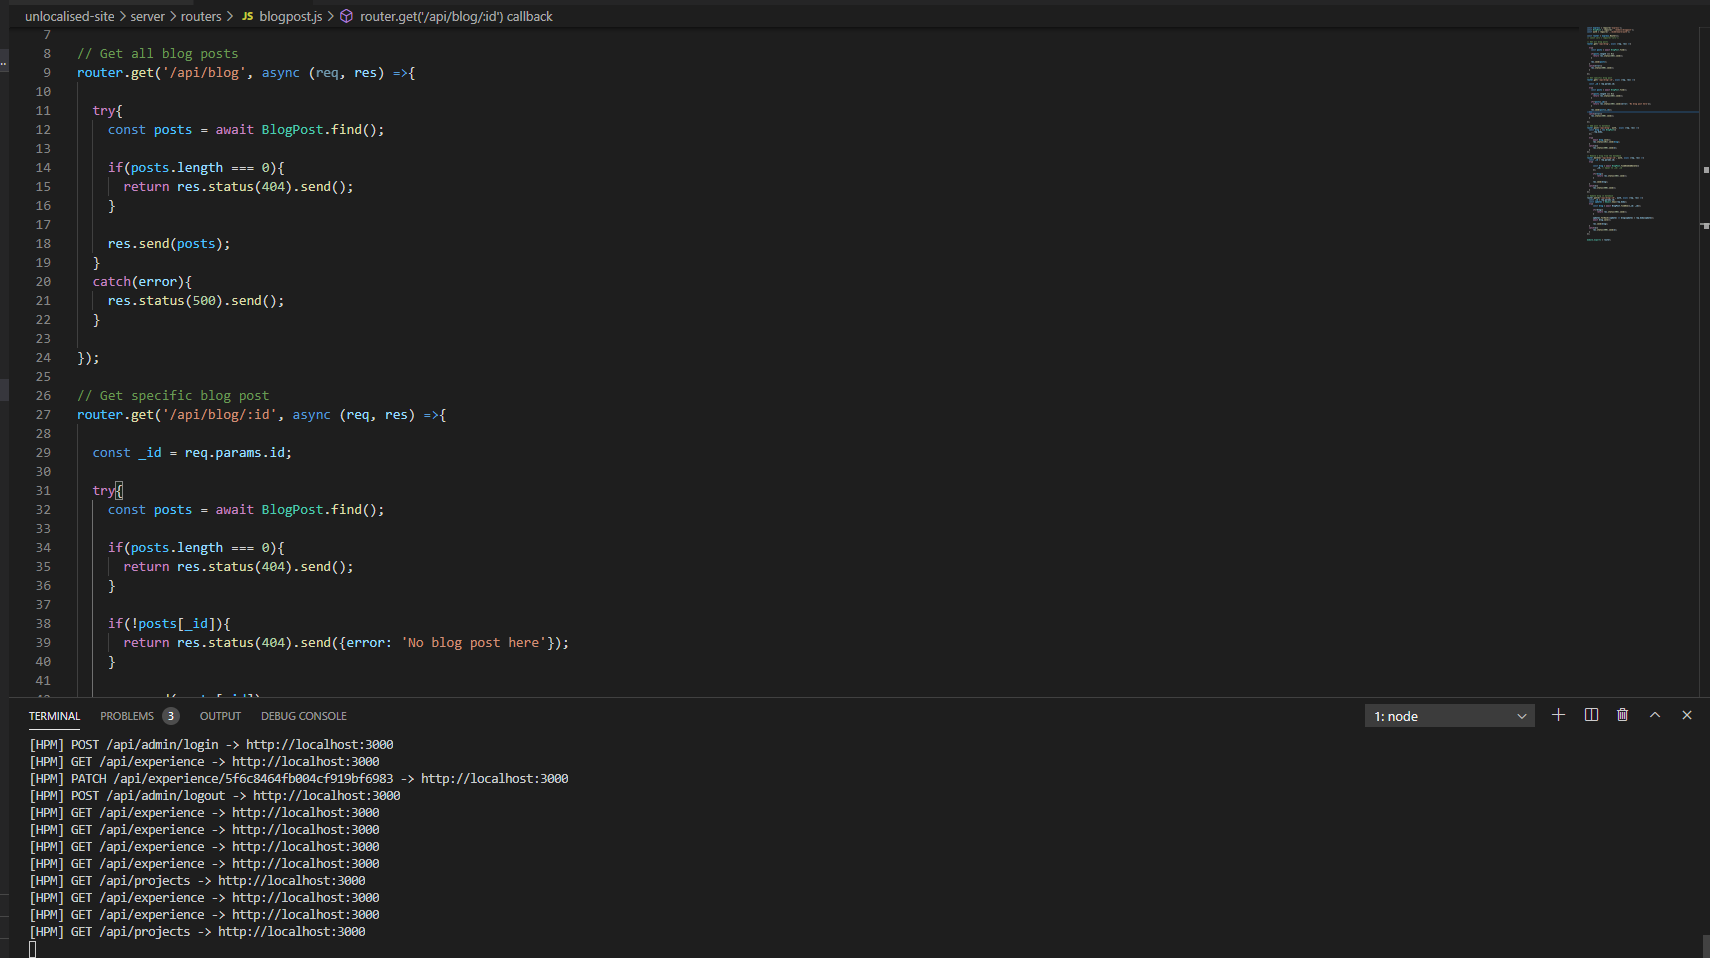 unlocalised-site > server > routers > JS blogpost.js > router.get('/api/blog/:id') callback
7
8 // Get all blog posts
9 router.get('/api/blog', async (req, res) =>{
10
11 try{
12 const posts = await BlogPost.find();
13
14 if(posts.length === 0){
15 return res.status(404).send();
16 }
17
18 res.send(posts);
19 }
20 catch(error){
21 res.status(500).send();
22 }
23
24 });
25
26 // Get specific blog post
27 router.get('/api/blog/:id', async (req, res) =>{
28
29 const _id = req.params.id;
30
31 try{
32 const posts = await BlogPost.find();
33
34 if(posts.length === 0){
35 return res.status(404).send();
36 }
37
38 if(!posts[_id]){
39 return res.status(404).send({error: 'No blog post here'});
40 }
41
TERMINAL PROBLEMS 3 OUTPUT DEBUG CONSOLE 1: node
[HPM] POST /api/admin/login -> http://localhost:3000
[HPM] GET /api/experience -> http://localhost:3000
[HPM] PATCH /api/experience/5f6c8464fb004cf919bf6983 -> http://localhost:3000
[HPM] POST /api/admin/logout -> http://localhost:3000
[HPM] GET /api/experience -> http://localhost:3000
[HPM] GET /api/experience -> http://localhost:3000
[HPM] GET /api/experience -> http://localhost:3000
[HPM] GET /api/experience -> http://localhost:3000
[HPM] GET /api/projects -> http://localhost:3000
[HPM] GET /api/experience -> http://localhost:3000
[HPM] GET /api/experience -> http://localhost:3000
[HPM] GET /api/projects -> http://localhost:3000